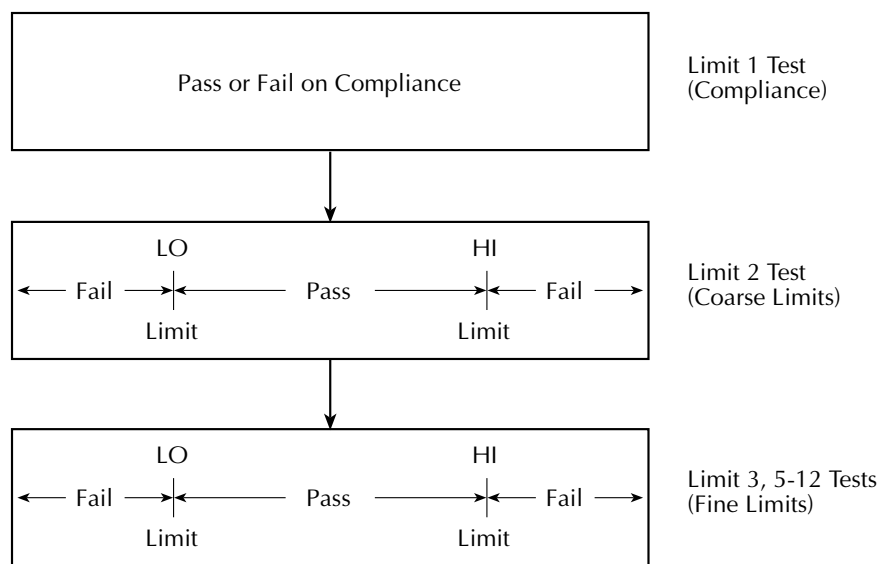 Pass or Fail on Compliance
Limit 1 Test
(Compliance)
LO HI
Fail Pass Fail
Limit Limit
Limit 2 Test
(Coarse Limits)
LO HI
Fail Pass Fail
Limit Limit
Limit 3, 5-12 Tests
(Fine Limits)